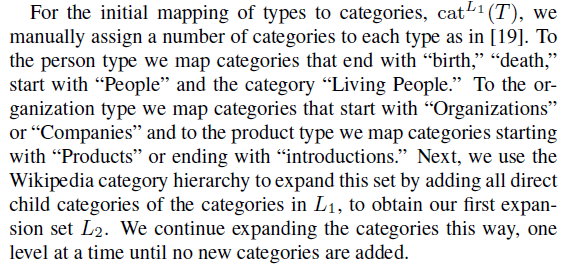 For the initial mapping of types to categories, cat^{L_1}(T), we
manually assign a number of categories to each type as in [19]. To
the person type we map categories that end with “birth,” “death,”
start with “People” and the category “Living People.” To the or-
ganization type we map categories that start with “Organizations”
or “Companies” and to the product type we map categories starting
with “Products” or ending with “introductions.” Next, we use the
Wikipedia category hierarchy to expand this set by adding all direct
child categories of the categories in L_1, to obtain our first expan-
sion set L_2. We continue expanding the categories this way, one
level at a time until no new categories are added.